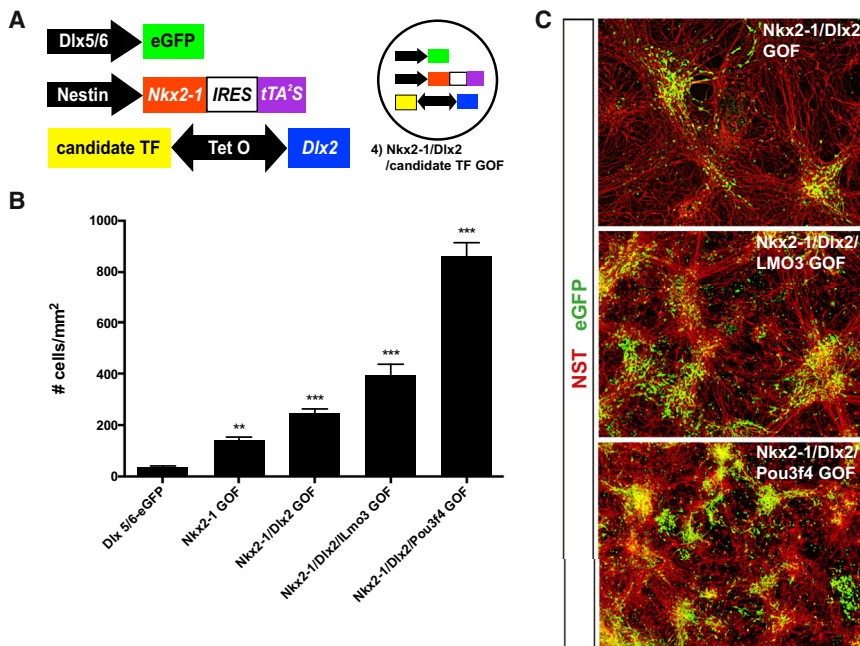 A
Dlx5/6 eGFP
Nestin Nkx2-1 IRES tTA²S
candidate TF Tet O Dlx2
4) Nkx2-1/Dlx2
/candidate TF GOF
B
# cells/mm²
1000
800
600
400
200
0
**
***
***
***
Dlx 5/6-eGFP
Nkx2-1 GOF
Nkx2-1/Dlx2 GOF
Nkx2-1/Dlx2/lLmo3 GOF
Nkx2-1/Dlx2/Pou3f4 GOF
C
NST eGFP
Nkx2-1/Dlx2
GOF
Nkx2-1/Dlx2/
LMO3 GOF
Nkx2-1/Dlx2/
Pou3f4 GOF